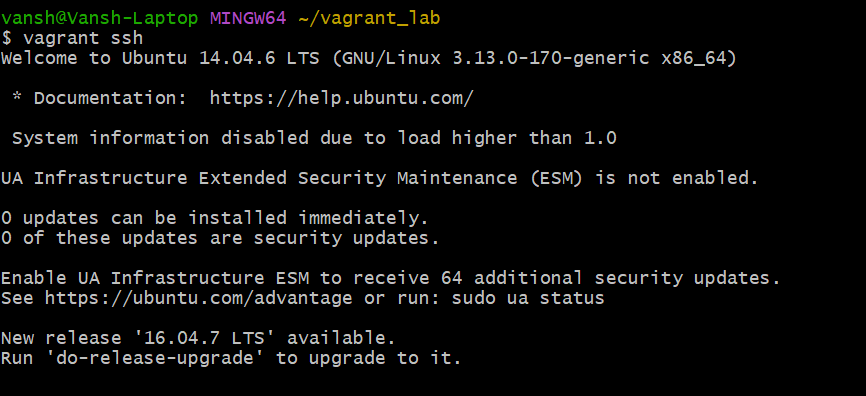 vansh@Vansh-Laptop MINGW64 ~/vagrant_lab
$ vagrant ssh
Welcome to Ubuntu 14.04.6 LTS (GNU/Linux 3.13.0-170-generic x86_64)
* Documentation:  https://help.ubuntu.com/
System information disabled due to load higher than 1.0
UA Infrastructure Extended Security Maintenance (ESM) is not enabled.
0 updates can be installed immediately.
0 of these updates are security updates.
Enable UA Infrastructure ESM to receive 64 additional security updates.
See https://ubuntu.com/advantage or run: sudo ua status
New release '16.04.7 LTS' available.
Run 'do-release-upgrade' to upgrade to it.